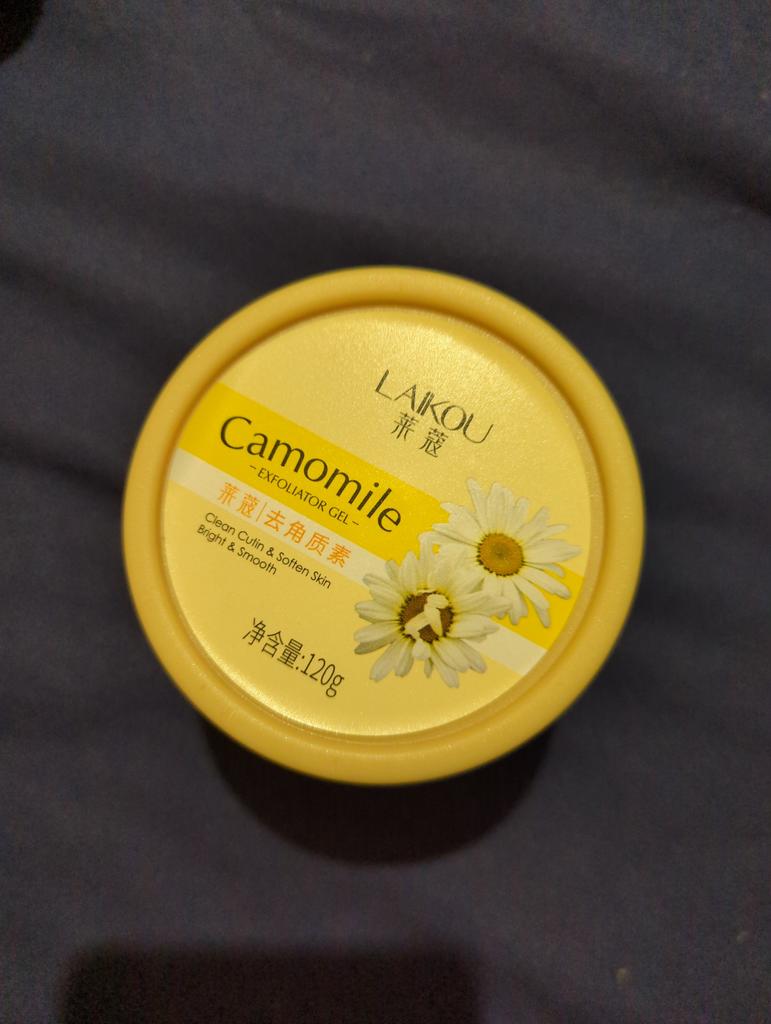 LAIKOU
莱蔻
Camomile
- EXFOLIATOR GEL -
莱蔻|去角质素
Clean Cutin & Soften Skin
Bright & Smooth
净含量:120g